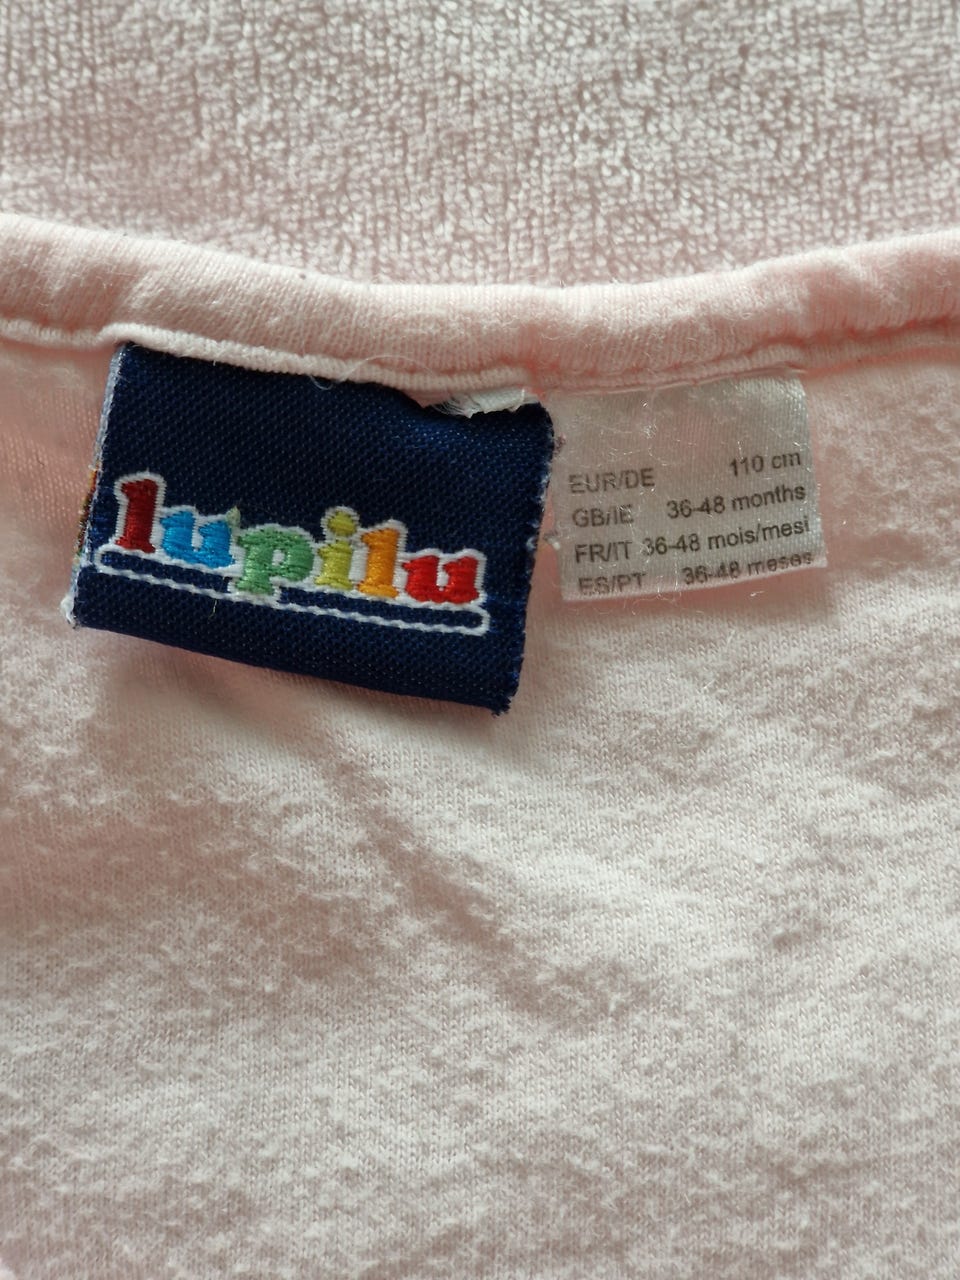 lupilu
EUR/DE 110 cm
GB/IE 36-48 months
FR/IT 36-48 mois/mesi
ES/PT 36-48 meses